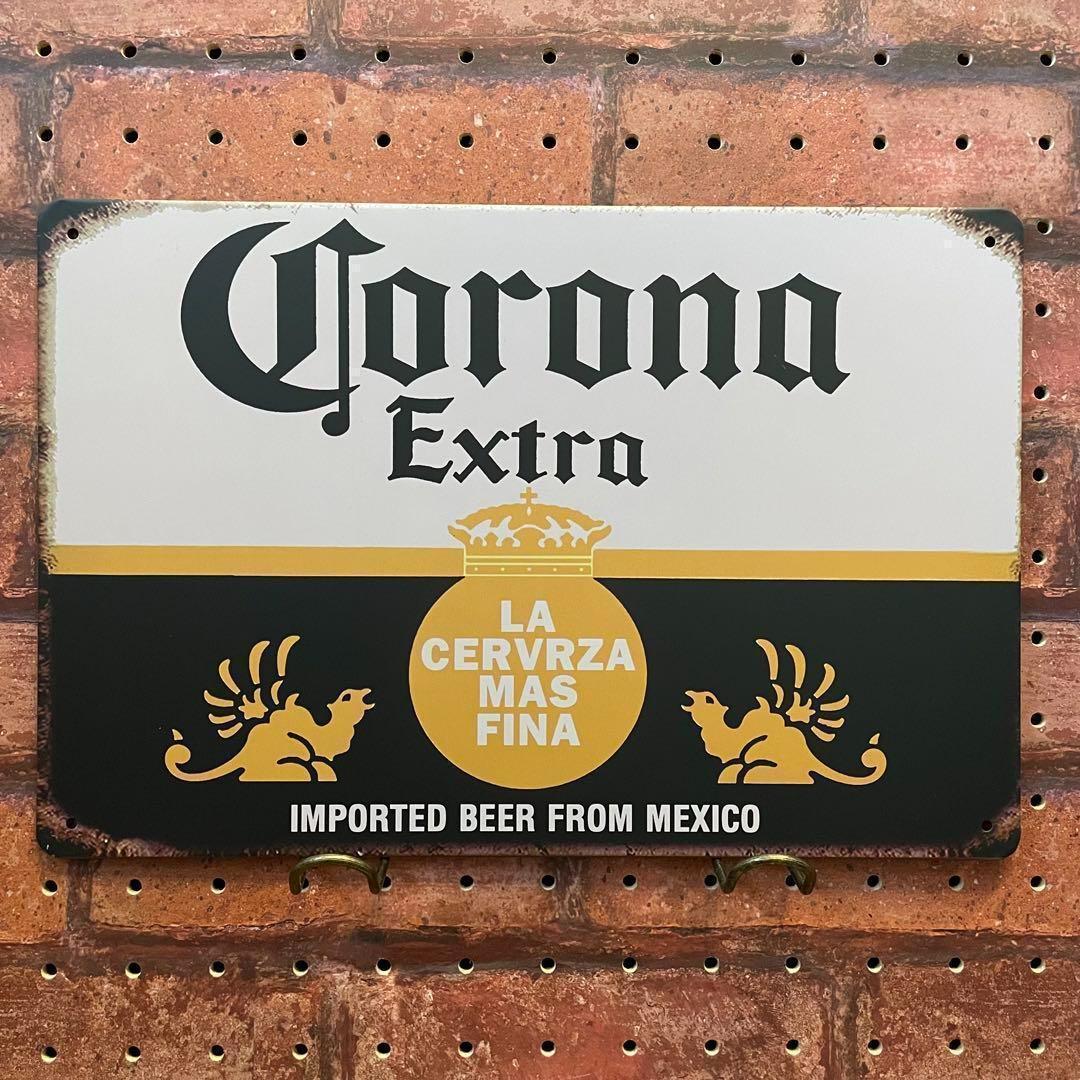 Corona
Extra
LA
CERVRZA
MAS
FINA
IMPORTED BEER FROM MEXICO